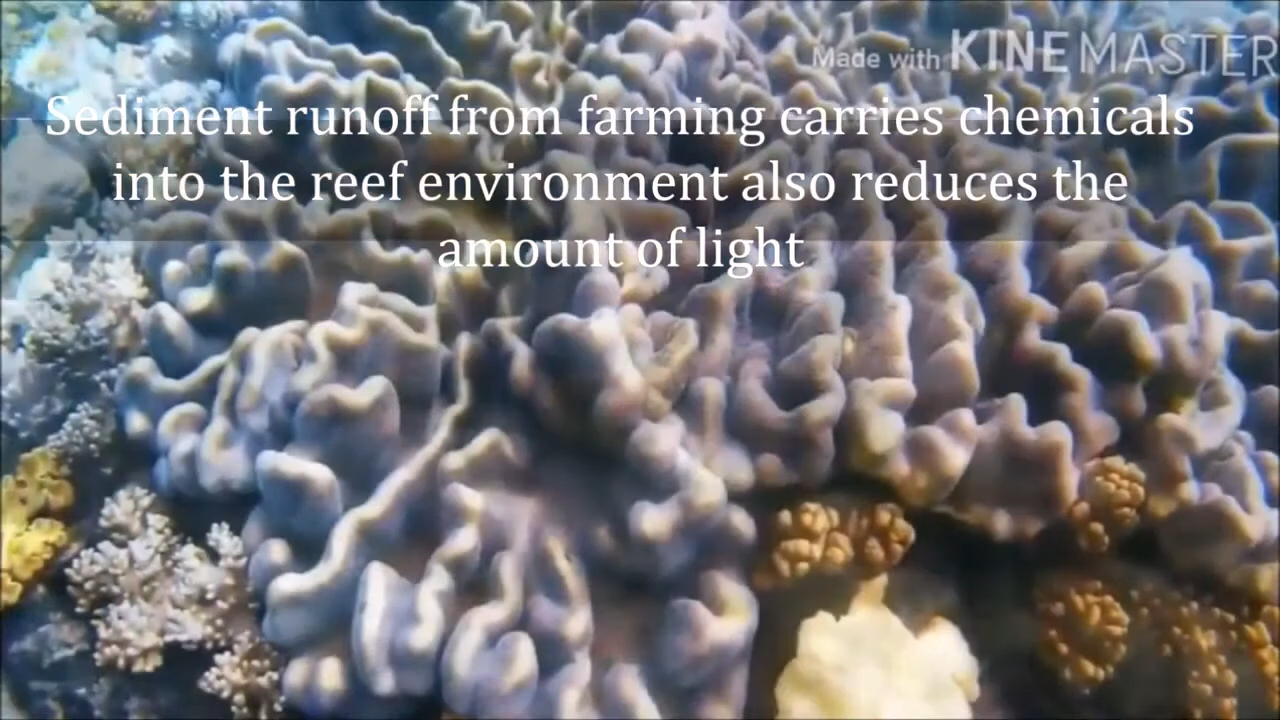 Made with KINEMASTER
Sediment runoff from farming carries chemicals
into the reef environment also reduces the
amount of light